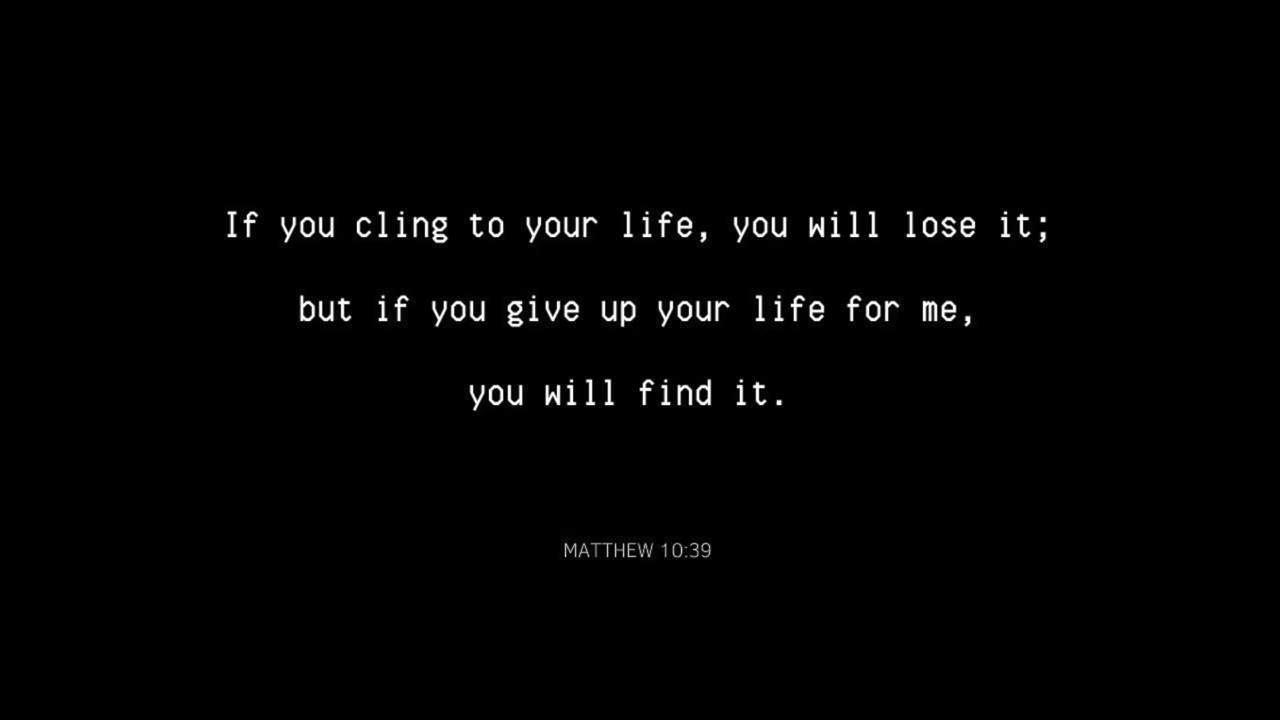 If you cling to your life, you will lose it;
but if you give up your life for me,
you will find it.
MATTHEW 10:39